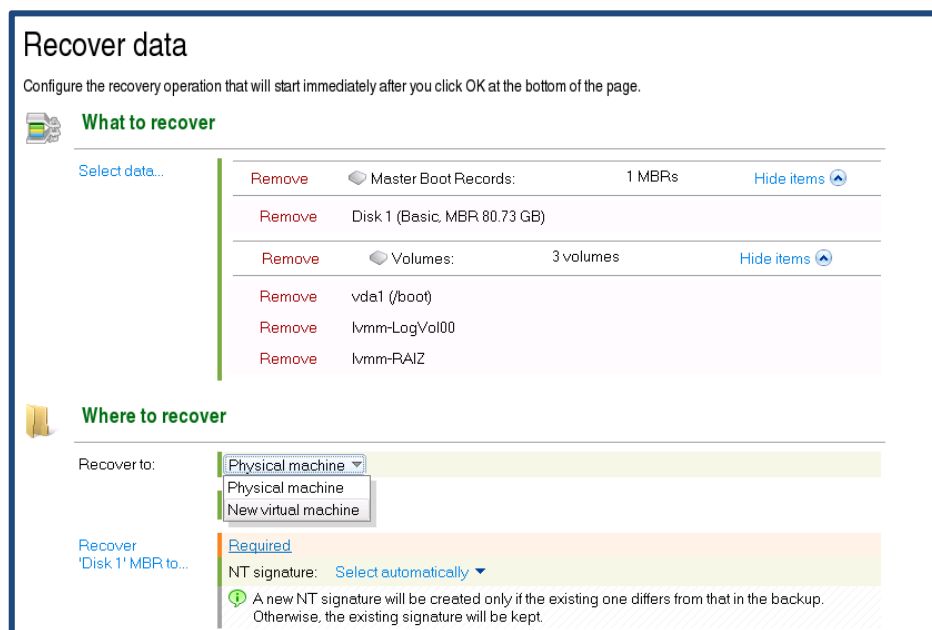 Recover data
Configure the recovery operation that will start immediately after you click OK at the bottom of the page.
What to recover
Select data...
Remove Master Boot Records: 1 MBRs Hide items
Remove Disk 1 (Basic, MBR 80.73 GB)
Remove Volumes: 3 volumes Hide items
Remove vda1 (/boot)
Remove lvmm-LogVol00
Remove lvmm-RAIZ
Where to recover
Recover to: Physical machine
Physical machine
New virtual machine
Recover 'Disk 1' MBR to...
Required
NT signature: Select automatically
A new NT signature will be created only if the existing one differs from that in the backup.
Otherwise, the existing signature will be kept.